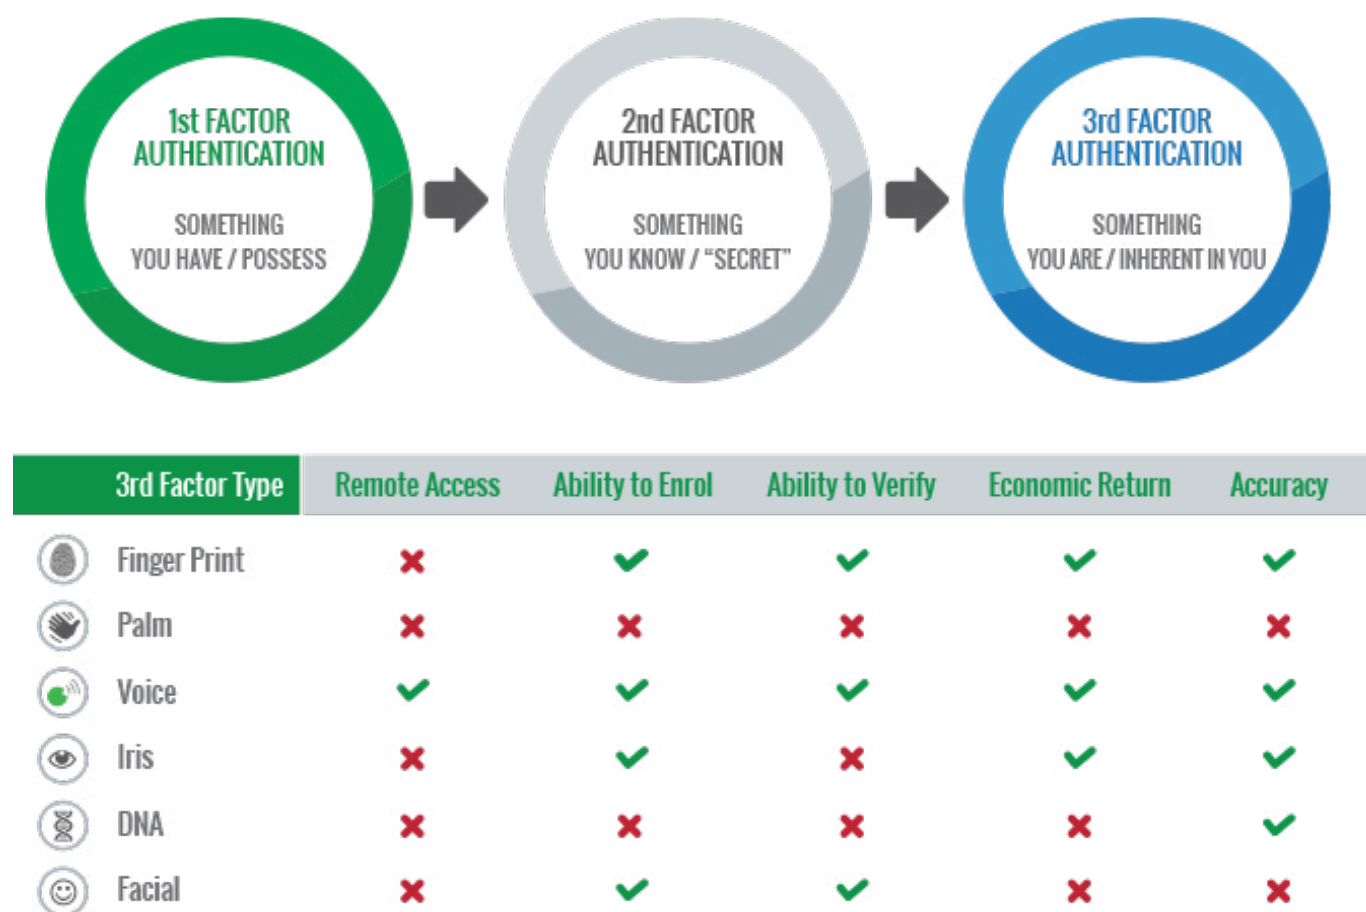 1st FACTOR
AUTHENTICATION
SOMETHING
YOU HAVE / POSSESS
2nd FACTOR
AUTHENTICATION
SOMETHING
YOU KNOW / “SECRET”
3rd FACTOR
AUTHENTICATION
SOMETHING
YOU ARE / INHERENT IN YOU
3rd Factor Type Remote Access Ability to Enrol Ability to Verify Economic Return Accuracy
Finger Print
Palm
Voice
Iris
DNA
Facial